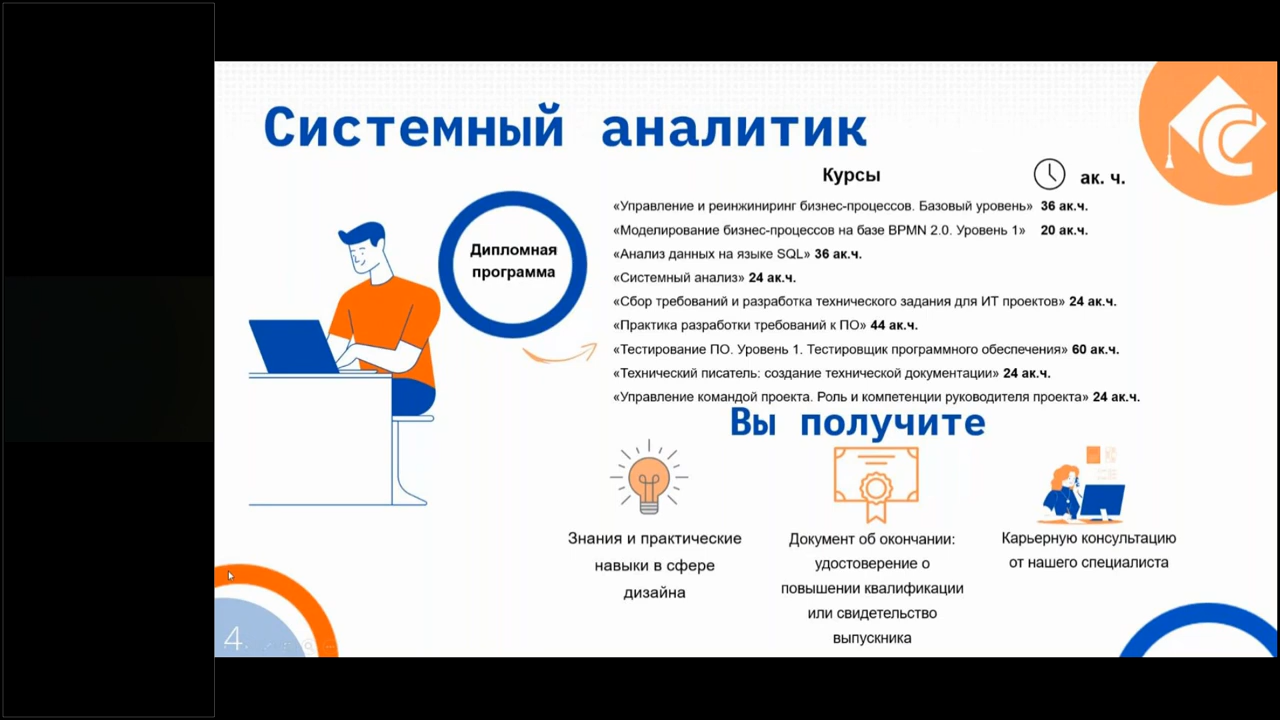 Системный аналитик
Курсы
ак. ч.
«Управление и реинжиниринг бизнес-процессов. Базовый уровень» 36 ак.ч.
«Моделирование бизнес-процессов на базе BPMN 2.0. Уровень 1» 20 ак.ч.
«Анализ данных на языке SQL» 36 ак.ч.
«Системный анализ» 24 ак.ч.
«Сбор требований и разработка технического задания для ИТ проектов» 24 ак.ч.
«Практика разработки требований к ПО» 44 ак.ч.
«Тестирование ПО. Уровень 1. Тестировщик программного обеспечения» 60 ак.ч.
«Технический писатель: создание технической документации» 24 ак.ч.
«Управление командой проекта. Роль и компетенции руководителя проекта» 24 ак.ч.
Дипломная
программа
Вы получите
Знания и практические
навыки в сфере
дизайна
Документ об окончании:
удостоверение о
повышении квалификации
или свидетельство
выпускника
Карьерную консультацию
от нашего специалиста
4
С